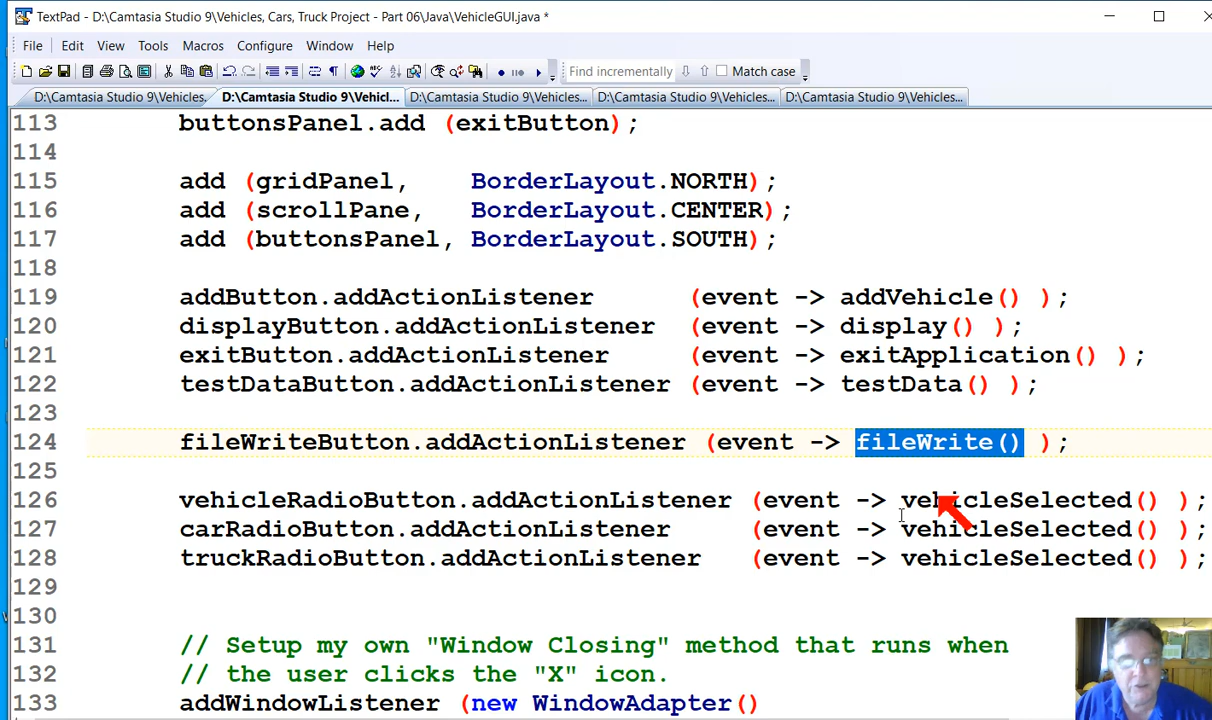 TextPad - D:\Camtasia Studio 9\Vehicles, Cars, Truck Project - Part 06\Java\VehicleGUI.java *
File Edit View Tools Macros Configure Window Help
Find incrementally Match case
D:\Camtasia Studio 9\Vehicles. D:\Camtasia Studio 9\Vehicl... D:\Camtasia Studio 9\Vehicles... D:\Camtasia Studio 9\Vehicles... D:\Camtasia Studio 9\Vehicles...
113 buttonsPanel.add (exitButton);
114
115 add (gridPanel, BorderLayout.NORTH);
116 add (scrollPane, BorderLayout.CENTER);
117 add (buttonsPanel, BorderLayout.SOUTH);
118
119 addButton.addActionListener (event -> addVehicle() );
120 displayButton.addActionListener (event -> display() );
121 exitButton.addActionListener (event -> exitApplication() );
122 testDataButton.addActionListener (event -> testData() );
123
124 fileWriteButton.addActionListener (event -> fileWrite() );
125
126 vehicleRadioButton.addActionListener (event -> vehicleSelected() );
127 carRadioButton.addActionListener (event -> vehicleSelected() );
128 truckRadioButton.addActionListener (event -> vehicleSelected() );
129
130
131 // Setup my own "Window Closing" method that runs when
132 // the user clicks the "X" icon.
133 addWindowListener (new WindowAdapter()